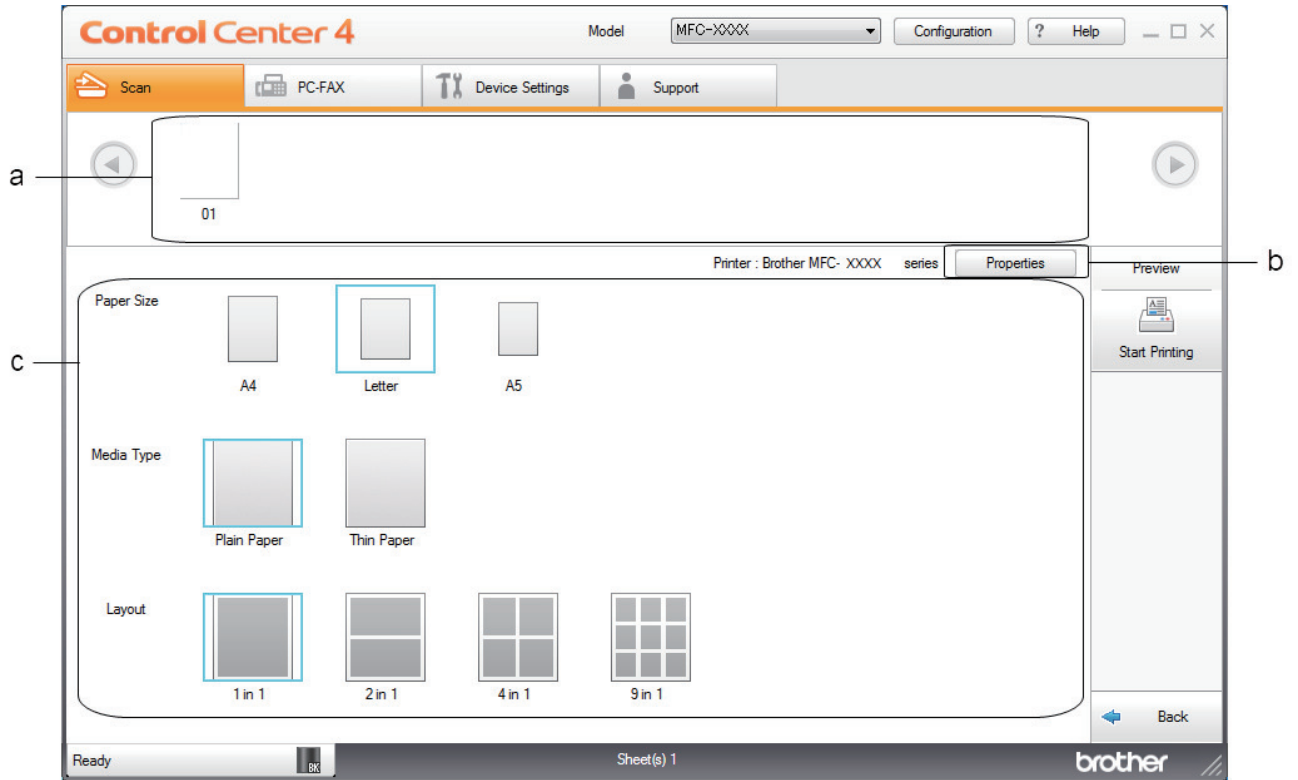 Control Center 4
Model MFC-XXXX Configuration ? Help
Scan PC-FAX Device Settings Support
a
01
Printer : Brother MFC- XXXX series Properties
b
Preview
Paper Size
Start Printing
c
A4 Letter A5
Media Type
Plain Paper Thin Paper
Layout
1 in 1 2 in 1 4 in 1 9 in 1
Back
Ready BK Sheet(s) 1 brother